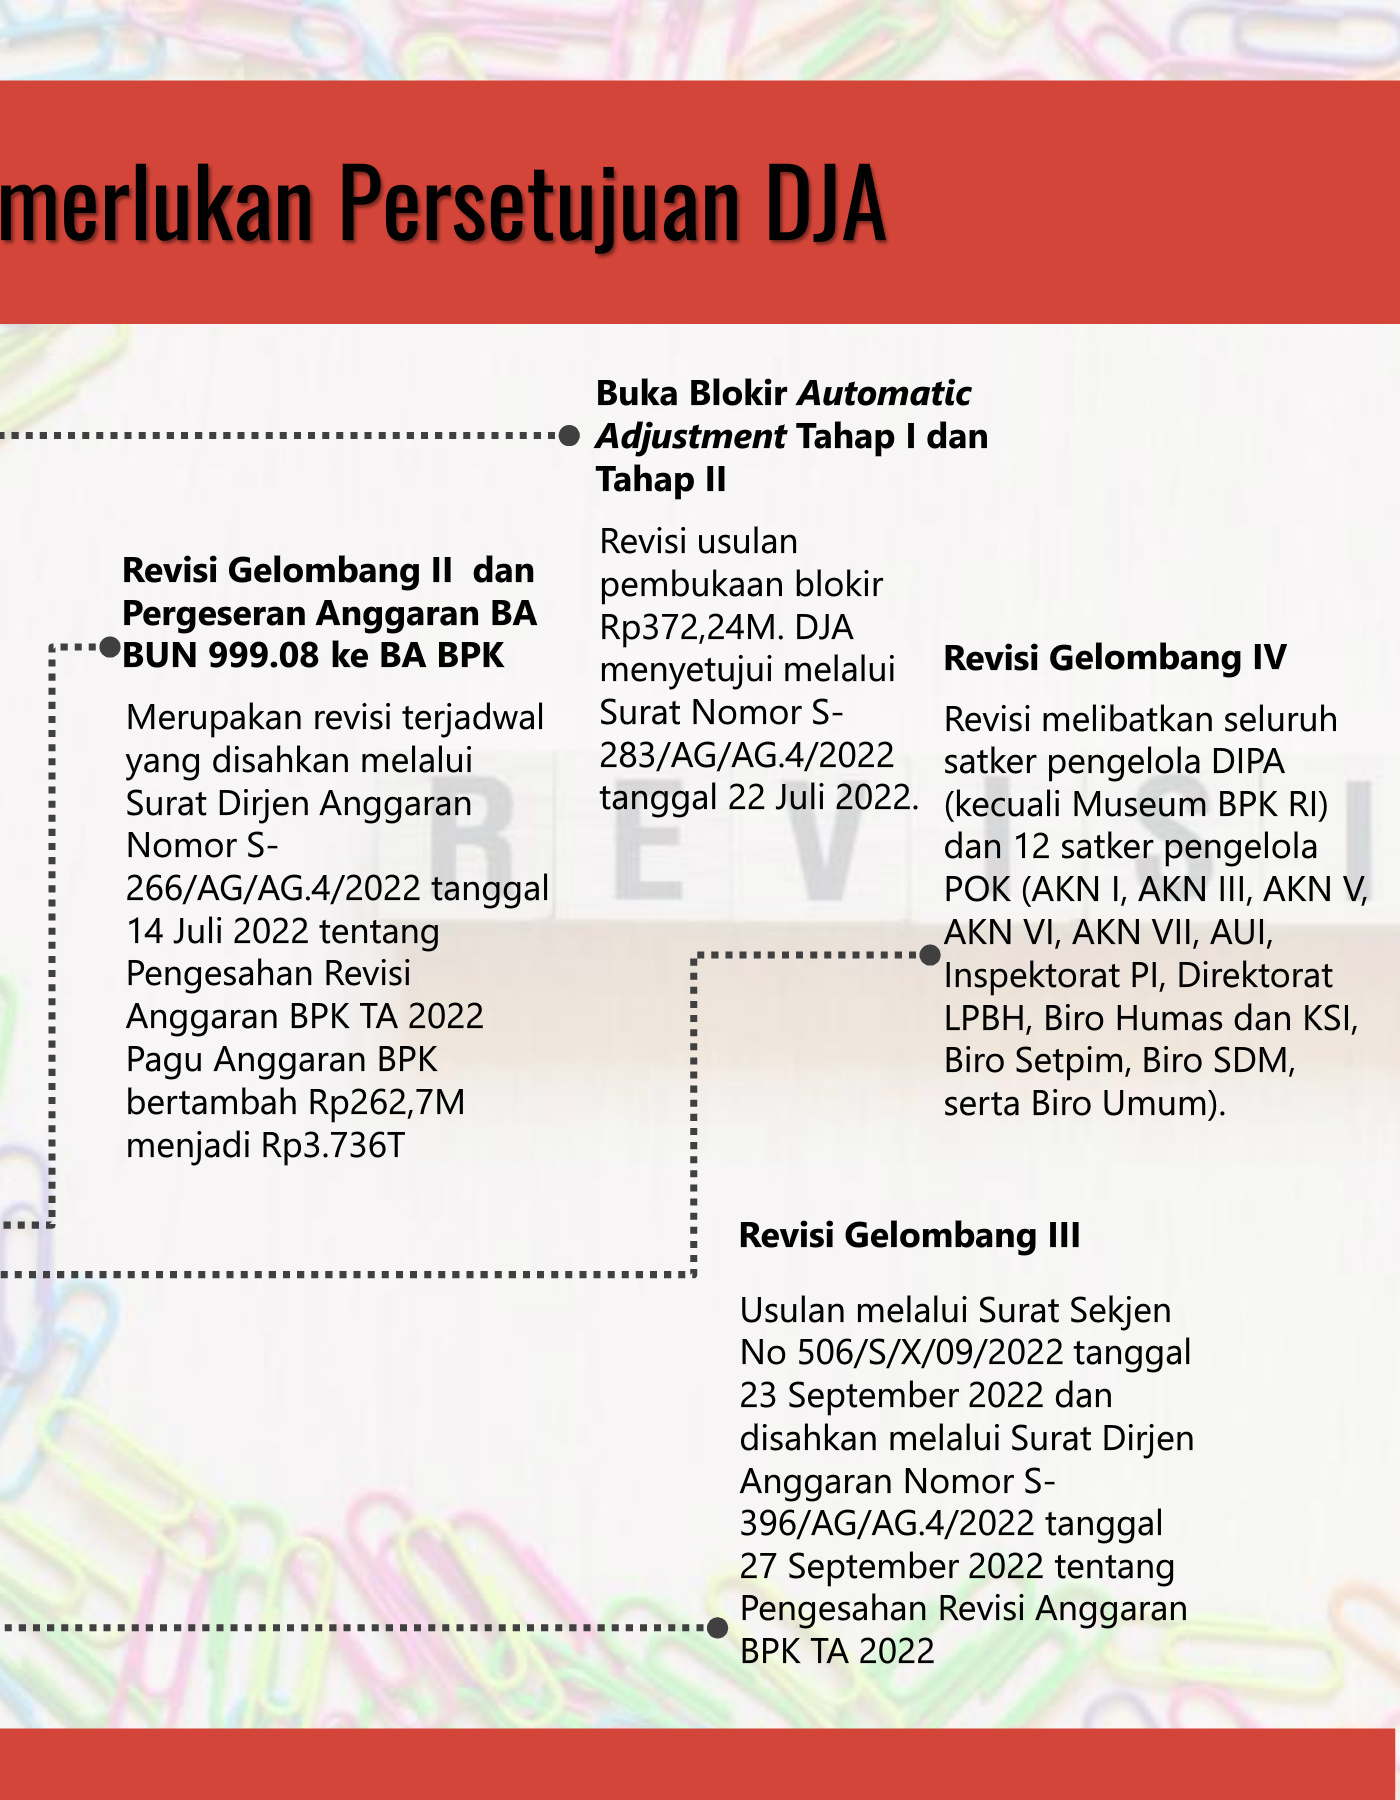 merlukan Persetujuan DJA
Buka Blokir Automatic
Adjustment Tahap I dan
Tahap II
Revisi usulan
pembukaan blokir
Rp372,24M. DJA
menyetujui melalui
Surat Nomor S-
283/AG/AG.4/2022
tanggal 22 Juli 2022.
Revisi Gelombang II  dan
Pergeseran Anggaran BA
BUN 999.08 ke BA BPK
Merupakan revisi terjadwal
yang disahkan melalui
Surat Dirjen Anggaran
Nomor S-
266/AG/AG.4/2022 tanggal
14 Juli 2022 tentang
Pengesahan Revisi
Anggaran BPK TA 2022
Pagu Anggaran BPK
bertambah Rp262,7M
menjadi Rp3.736T
Revisi Gelombang IV
Revisi melibatkan seluruh
satker pengelola DIPA
(kecuali Museum BPK RI)
dan 12 satker pengelola
POK (AKN I, AKN III, AKN V,
AKN VI, AKN VII, AUI,
Inspektorat PI, Direktorat
LPBH, Biro Humas dan KSI,
Biro Setpim, Biro SDM,
serta Biro Umum).
REVISI
Revisi Gelombang III
Usulan melalui Surat Sekjen
No 506/S/X/09/2022 tanggal
23 September 2022 dan
disahkan melalui Surat Dirjen
Anggaran Nomor S-
396/AG/AG.4/2022 tanggal
27 September 2022 tentang
Pengesahan Revisi Anggaran
BPK TA 2022